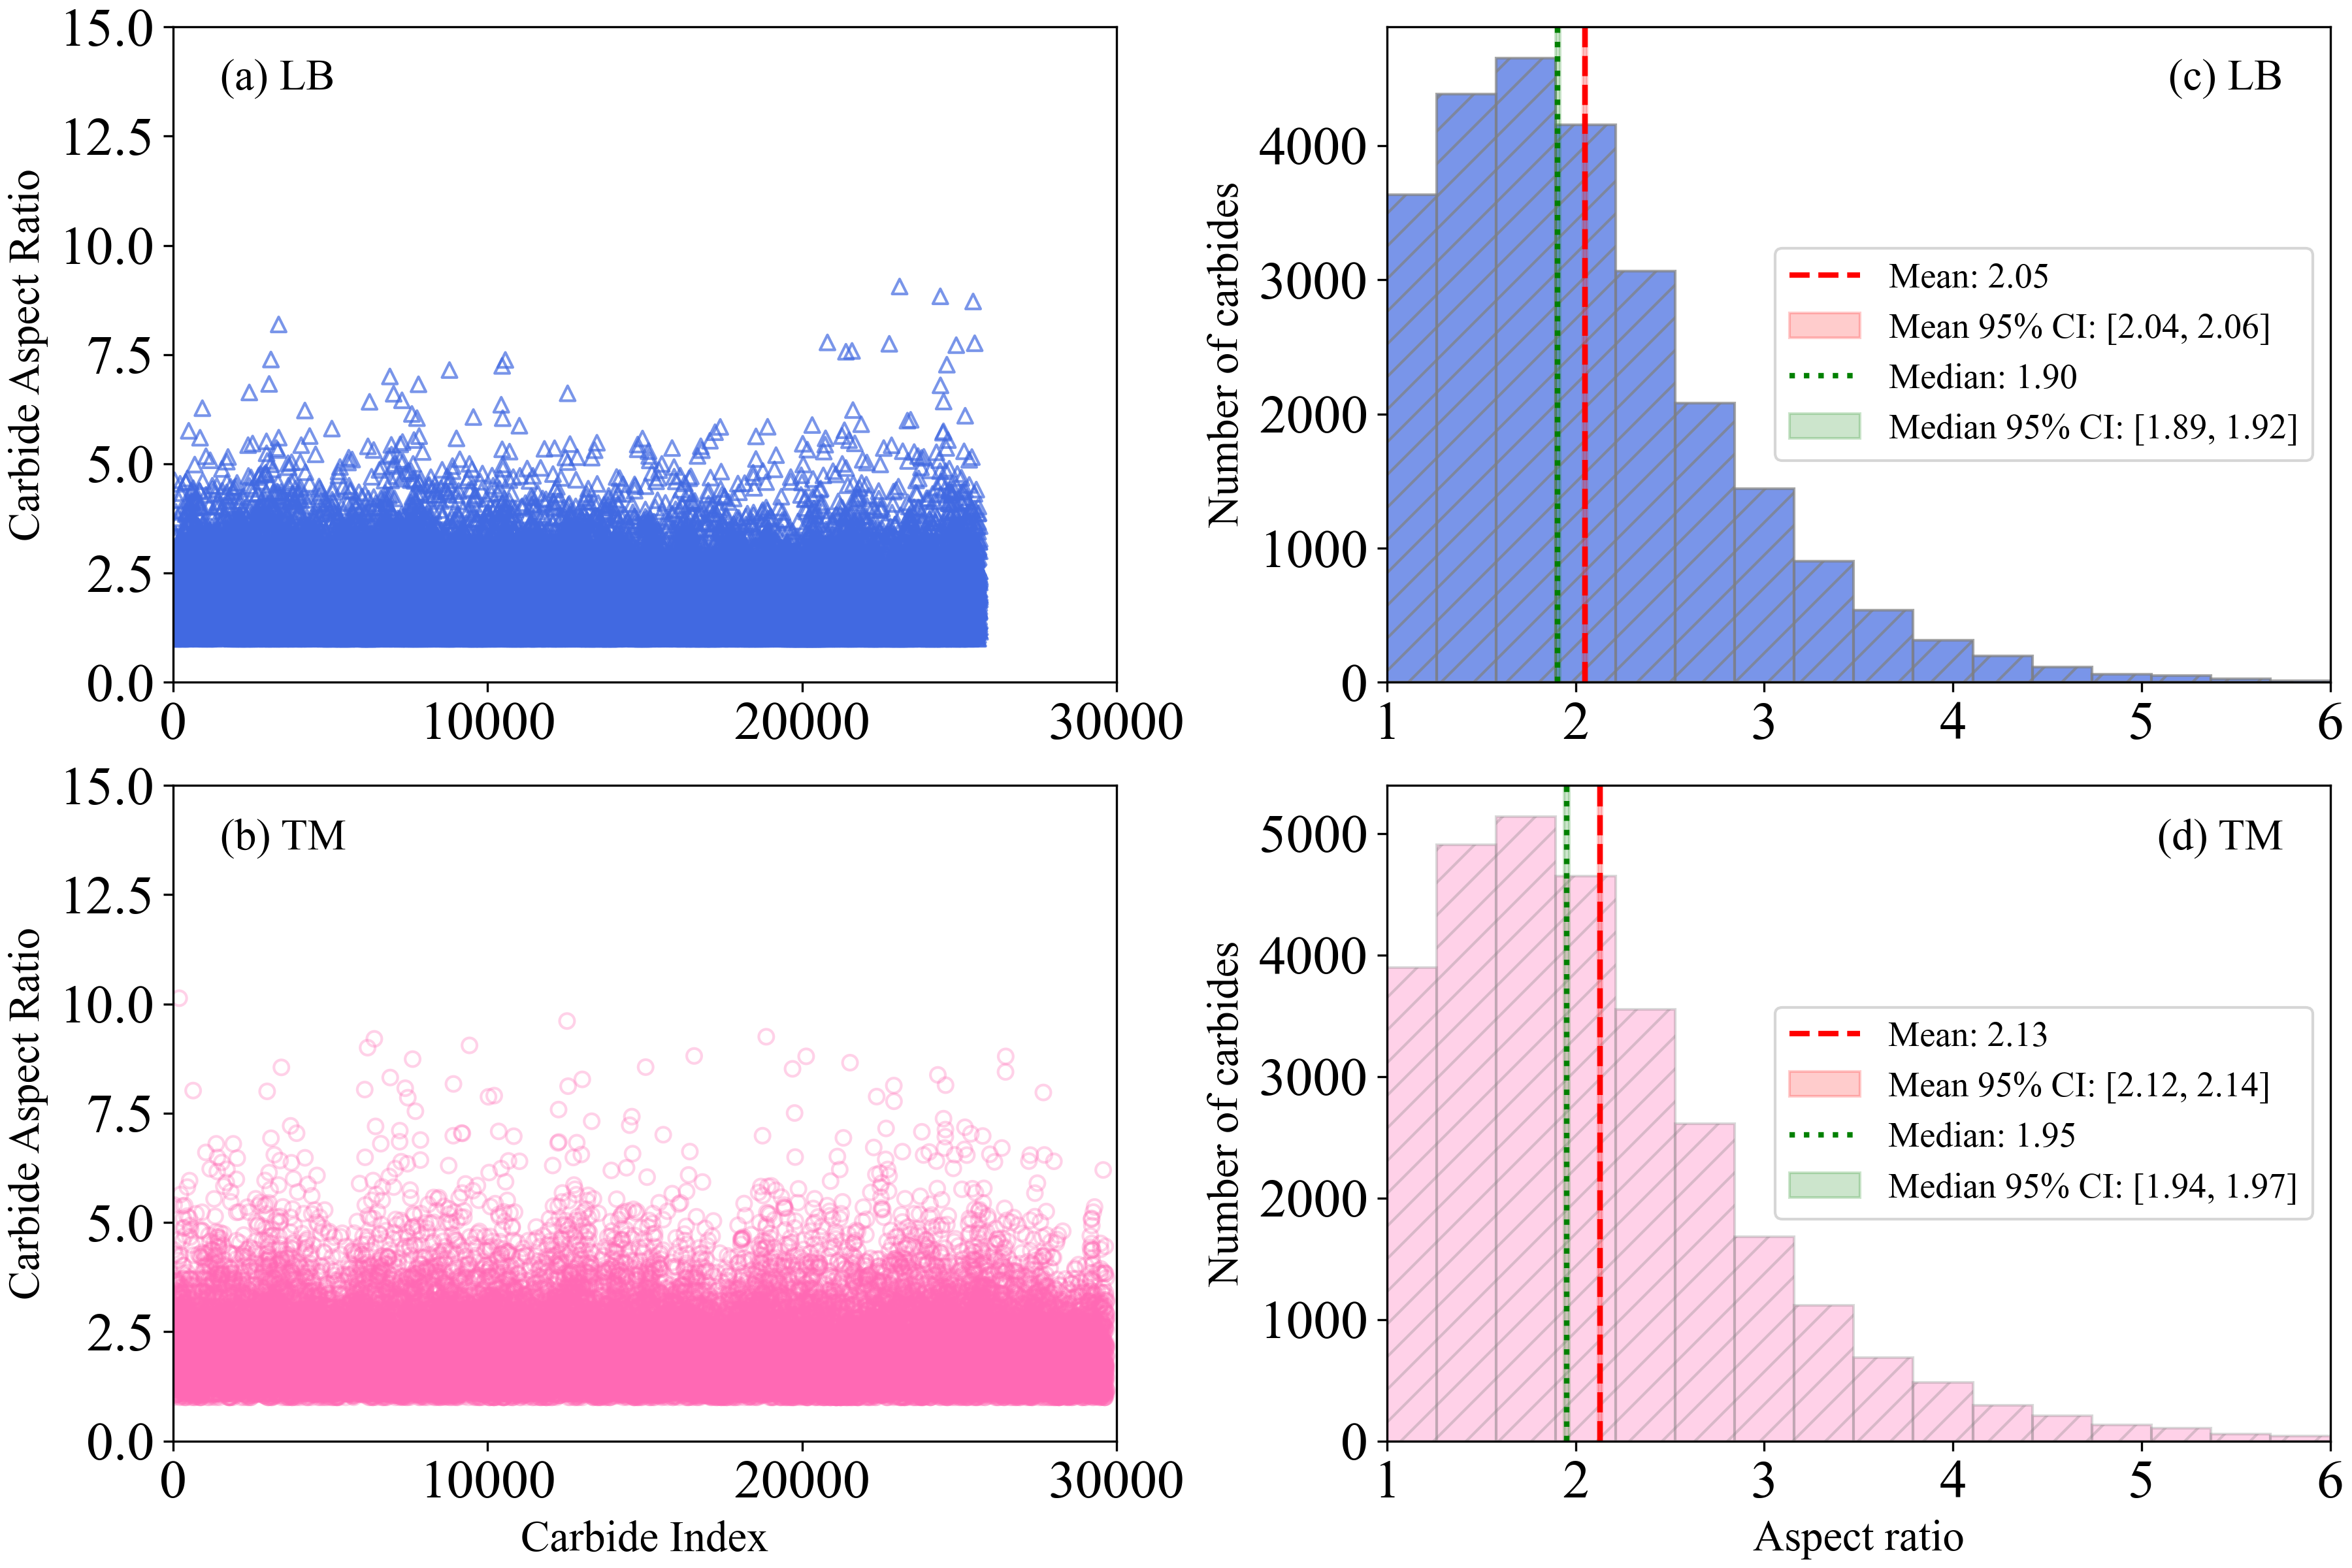 (a) LB
Carbide Aspect Ratio
15.0
12.5
10.0
7.5
5.0
2.5
0.0
0 10000 20000 30000
(c) LB
Number of carbides
4000
3000
2000
1000
0
1 2 3 4 5 6
Mean: 2.05
Mean 95% CI: [2.04, 2.06]
Median: 1.90
Median 95% CI: [1.89, 1.92]
(b) TM
Carbide Aspect Ratio
15.0
12.5
10.0
7.5
5.0
2.5
0.0
0 10000 20000 30000
Carbide Index
(d) TM
Number of carbides
5000
4000
3000
2000
1000
0
1 2 3 4 5 6
Aspect ratio
Mean: 2.13
Mean 95% CI: [2.12, 2.14]
Median: 1.95
Median 95% CI: [1.94, 1.97]